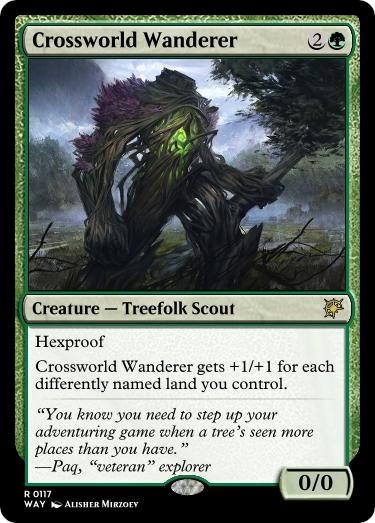 Crossworld Wanderer 2
Creature — Treefolk Scout
Hexproof
Crossworld Wanderer gets +1/+1 for each
differently named land you control.
“You know you need to step up your
adventuring game when a tree’s seen more
places than you have.”
—Paq, “veteran” explorer
0/0
R 0117
WAY Alisher Mirzoev